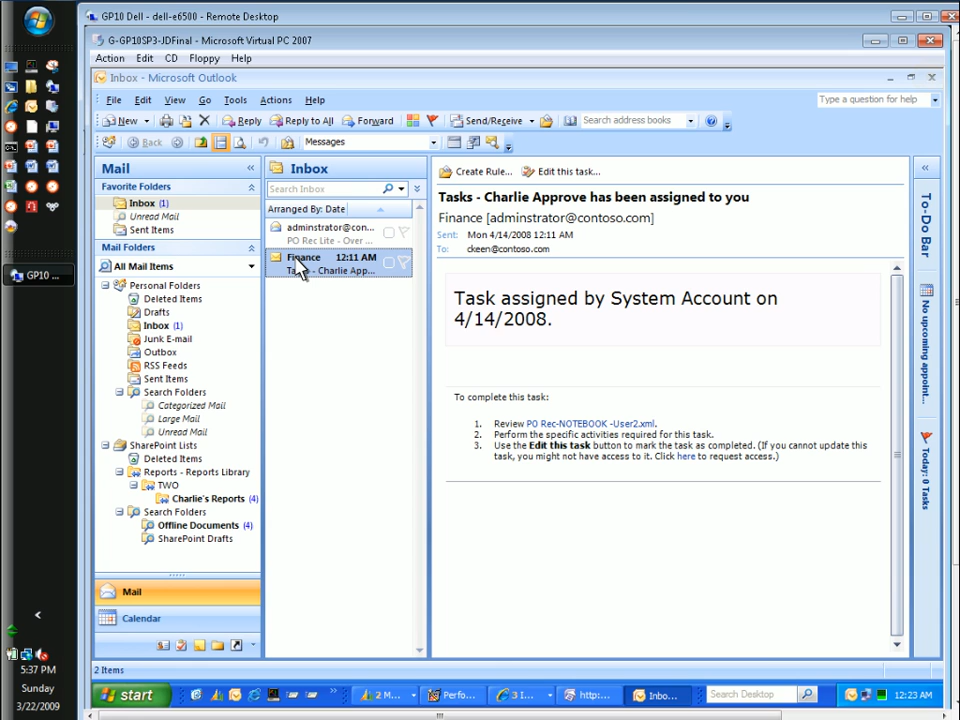 GP10 Dell - dell-e6500 - Remote Desktop
G-GP10SP3-JDFinal - Microsoft Virtual PC 2007
Action Edit CD Floppy Help
Inbox - Microsoft Outlook
File Edit View Go Tools Actions Help
Type a question for help
New Reply Reply to All Forward Send/Receive Search address books
Back Messages
Mail «
Favorite Folders
Inbox (1)
Unread Mail
Sent Items
Mail Folders
All Mail Items
Personal Folders
Deleted Items
Drafts
Inbox (1)
Junk E-mail
Outbox
RSS Feeds
Sent Items
Search Folders
Categorized Mail
Large Mail
Unread Mail
SharePoint Lists
Deleted Items
Reports - Reports Library
TWO
Charlie's Reports (4)
Search Folders
Offline Documents (4)
SharePoint Drafts
Mail
Calendar
Inbox
Search Inbox
Arranged By: Date
adminstrator@con...
PO Rec Lite - Over ...
Finance 12:11 AM
Charlie App...
Create Rule... Edit this task...
Tasks - Charlie Approve has been assigned to you
Finance [adminstrator@contoso.com]
Sent: Mon 4/14/2008 12:11 AM
To: ckeen@contoso.com
Task assigned by System Account on
4/14/2008.
To complete this task:
1. Review PO Rec-NOTEBOOK -User2.xml.
2. Perform the specific activities required for this task.
3. Use the Edit this task button to mark the task as completed. (If you cannot update this
task, you might not have access to it. Click here to request access.)
«
To-Do Bar
No upcoming appoint...
Today: 0 Tasks
GP10 ...
2 Items
start 2 M... Perfo... 3 I... http:... Inbo... Search Desktop 12:23 AM
5:37 PM
Sunday
3/22/2009